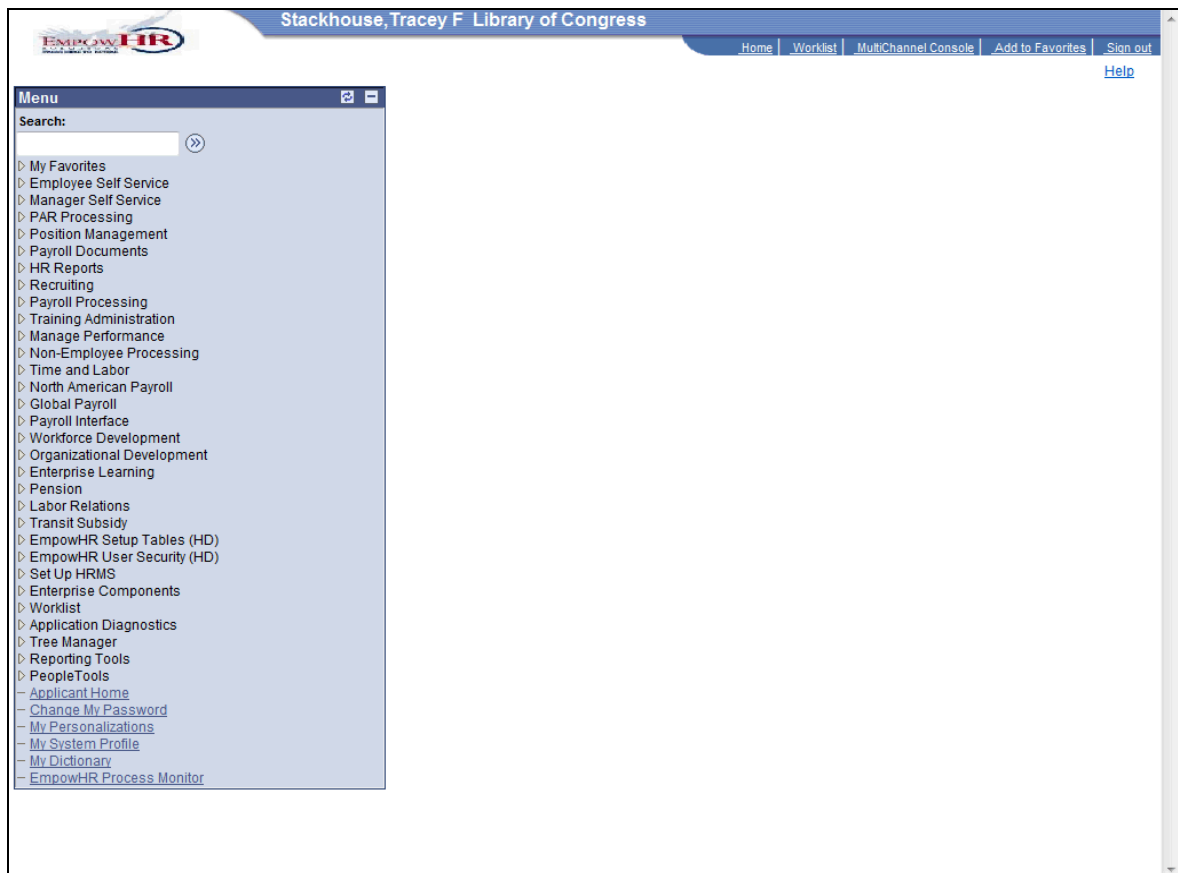 Stackhouse,Tracey F Library of Congress
EMPOWHR
Home Worklist MultiChannel Console Add to Favorites Sign out
Help
Menu
Search:
My Favorites
Employee Self Service
Manager Self Service
PAR Processing
Position Management
Payroll Documents
HR Reports
Recruiting
Payroll Processing
Training Administration
Manage Performance
Non-Employee Processing
Time and Labor
North American Payroll
Global Payroll
Payroll Interface
Workforce Development
Organizational Development
Enterprise Learning
Pension
Labor Relations
Transit Subsidy
EmpowHR Setup Tables (HD)
EmpowHR User Security (HD)
Set Up HRMS
Enterprise Components
Worklist
Application Diagnostics
Tree Manager
Reporting Tools
PeopleTools
Applicant Home
Change My Password
My Personalizations
My System Profile
My Dictionary
EmpowHR Process Monitor